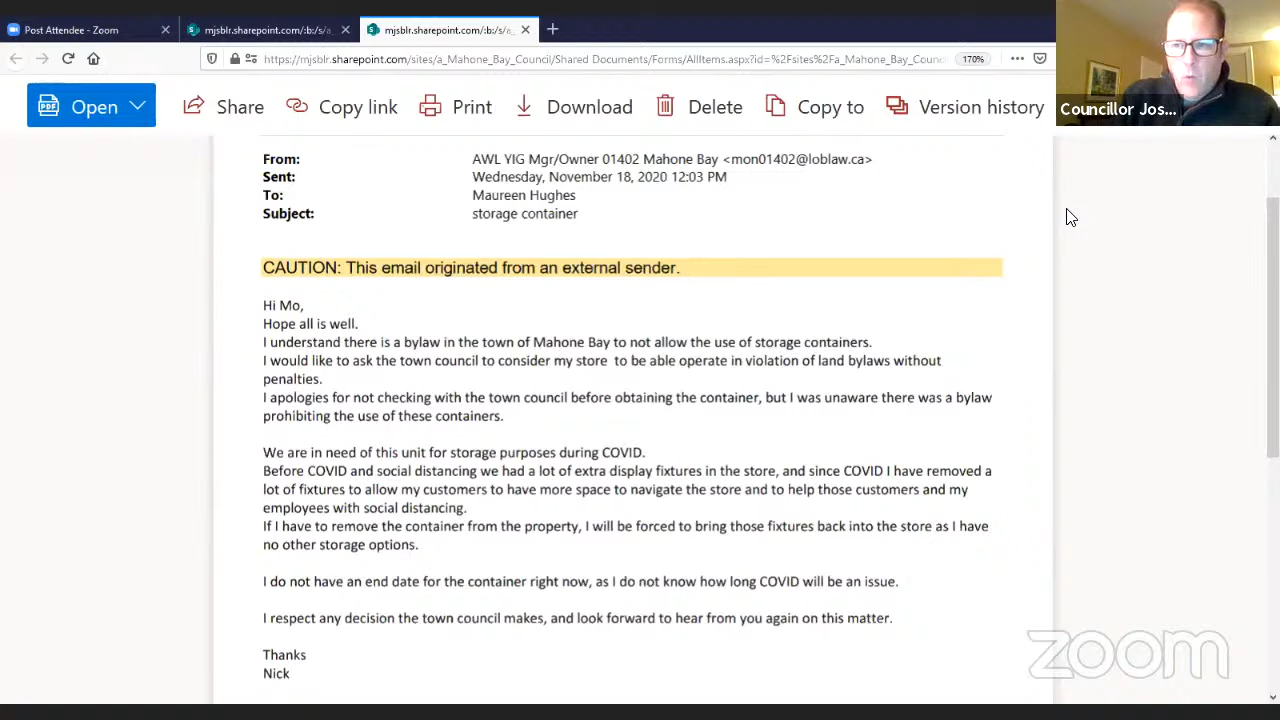 Post Attendee - Zoom
mjsblr.sharepoint.com/:b:/s/a_
mjsblr.sharepoint.com/:b:/s/a_
https://mjsblr.sharepoint.com/sites/a_Mahone_Bay_Council/Shared Documents/Forms/AllItems.aspx?id=%2Fsites%2Fa_Mahone_Bay_Counc
170%
PDF
Open
Share
Copy link
Print
Download
Delete
Copy to
Version history
Councillor Jos...
From: AWL YIG Mgr/Owner 01402 Mahone Bay <mon01402@loblaw.ca>
Sent: Wednesday, November 18, 2020 12:03 PM
To: Maureen Hughes
Subject: storage container
CAUTION: This email originated from an external sender.
Hi Mo,
Hope all is well.
I understand there is a bylaw in the town of Mahone Bay to not allow the use of storage containers.
I would like to ask the town council to consider my store to be able operate in violation of land bylaws without
penalties.
I apologies for not checking with the town council before obtaining the container, but I was unaware there was a bylaw
prohibiting the use of these containers.
We are in need of this unit for storage purposes during COVID.
Before COVID and social distancing we had a lot of extra display fixtures in the store, and since COVID I have removed a
lot of fixtures to allow my customers to have more space to navigate the store and to help those customers and my
employees with social distancing.
If I have to remove the container from the property, I will be forced to bring those fixtures back into the store as I have
no other storage options.
I do not have an end date for the container right now, as I do not know how long COVID will be an issue.
I respect any decision the town council makes, and look forward to hear from you again on this matter.
Thanks
Nick
zoom